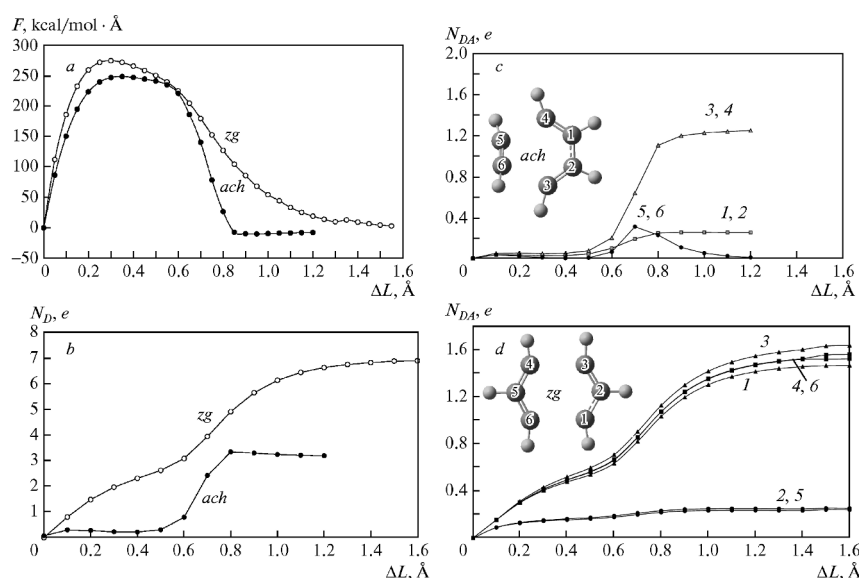 F, kcal/mol · Å
300
250
200
150
100
50
0
−50
a
zg
ach
0 0.2 0.4 0.6 0.8 1.0 1.2 1.4 1.6
ΔL, Å
N_D, e
8
7
6
5
4
3
2
1
0
b
zg
ach
0 0.2 0.4 0.6 0.8 1.0 1.2 1.4 1.6
ΔL, Å
N_DA, e
2.0
1.6
1.2
0.8
0.4
0
c
4
1
5
6
ach
2
3
3, 4
5, 6
1, 2
0.2 0.4 0.6 0.8 1.0 1.2 1.4 1.6
ΔL, Å
N_DA, e
1.6
1.2
0.8
0.4
0
d
4
3
5
zg
2
6
1
3
4, 6
1
2, 5
0.2 0.4 0.6 0.8 1.0 1.2 1.4 1.6
ΔL, Å